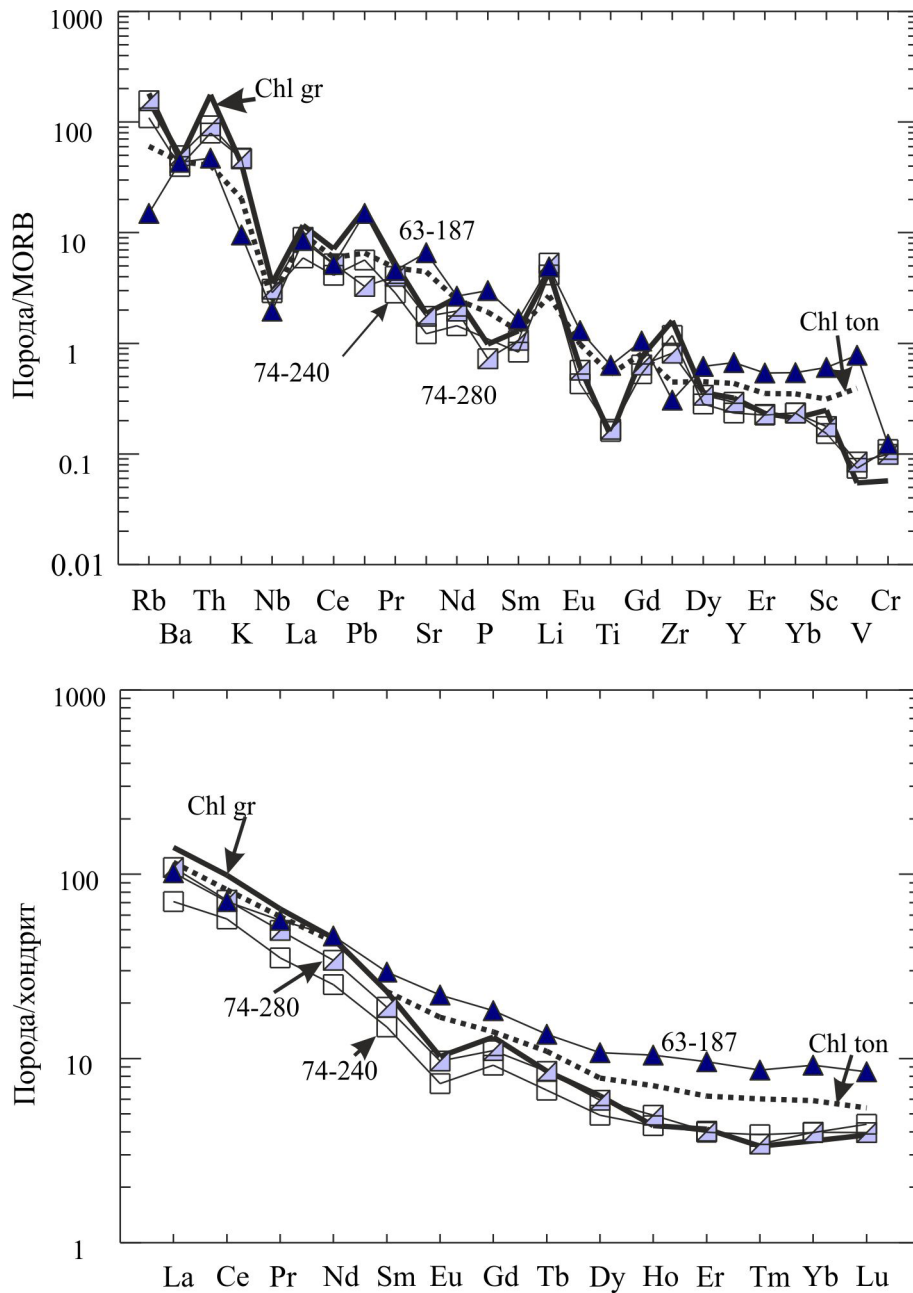 1000
100
10
1
0.1
0.01
Порода/MORB
Chl gr
63-187
74-240
74-280
Chl ton
Rb Th Nb Ce Pr Nd Sm Eu Gd Dy Er Sc Cr
Ba K La Pb Sr P Li Ti Zr Y Yb V
1000
100
10
1
Порода/хондрит
Chl gr
74-280
74-240
63-187
Chl ton
La Ce Pr Nd Sm Eu Gd Tb Dy Ho Er Tm Yb Lu